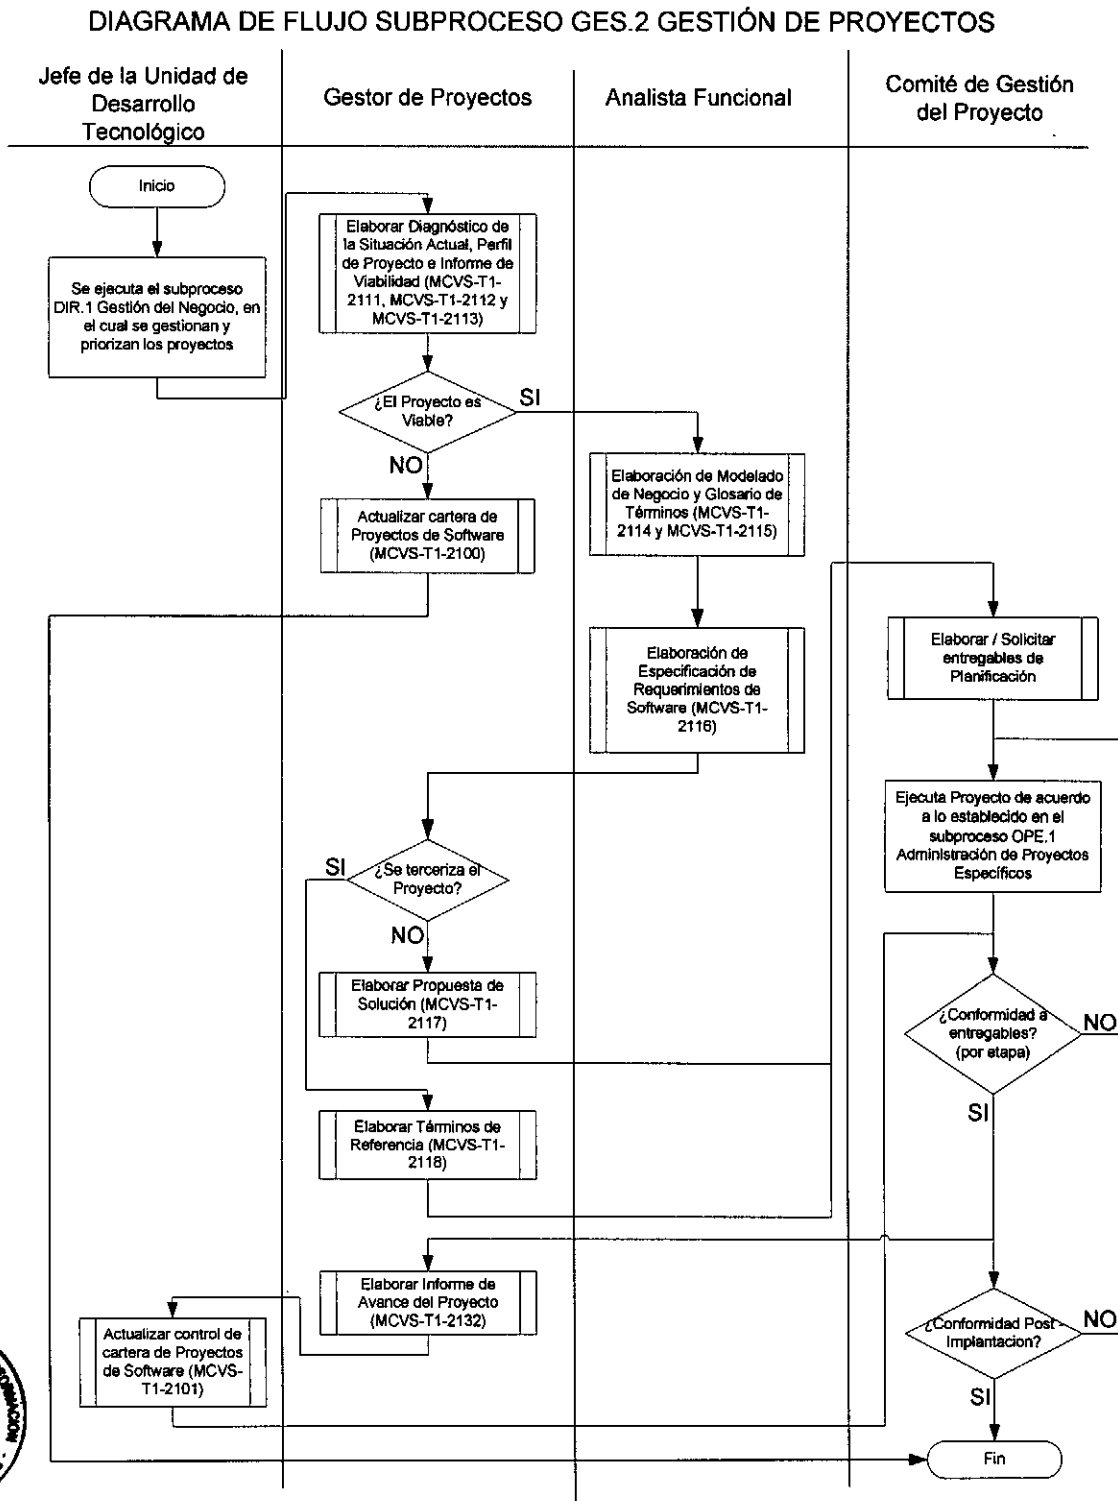 DIAGRAMA DE FLUJO SUBPROCESO GES.2 GESTIÓN DE PROYECTOS
Jefe de la Unidad de
Desarrollo
Tecnológico
Gestor de Proyectos
Analista Funcional
Comité de Gestión
del Proyecto
Inicio
Se ejecuta el subproceso
DIR.1 Gestión del Negocio, en
el cual se gestionan y
priorizan los proyectos
Elaborar Diagnóstico de
la Situación Actual, Perfil
de Proyecto e Informe de
Viabilidad (MCVS-T1-
2111, MCVS-T1-2112 y
MCVS-T1-2113)
¿El Proyecto es
Viable?
SI
NO
Actualizar cartera de
Proyectos de Software
(MCVS-T1-2100)
Elaboración de Modelado
de Negocio y Glosario de
Términos (MCVS-T1-
2114 y MCVS-T1-2115)
Elaboración de
Especificación de
Requerimientos de
Software (MCVS-T1-
2116)
Elaborar / Solicitar
entregables de
Planificación
Ejecuta Proyecto de acuerdo
a lo establecido en el
subproceso OPE.1
Administración de Proyectos
Específicos
¿Se terceriza el
Proyecto?
SI
NO
Elaborar Propuesta de
Solución (MCVS-T1-
2117)
¿Conformidad a
entregables?
(por etapa)
NO
SI
Elaborar Términos de
Referencia (MCVS-T1-
2118)
Elaborar Informe de
Avance del Proyecto
(MCVS-T1-2132)
Actualizar control de
cartera de Proyectos
de Software (MCVS-
T1-2101)
¿Conformidad Post -
Implantacion?
NO
SI
Fin